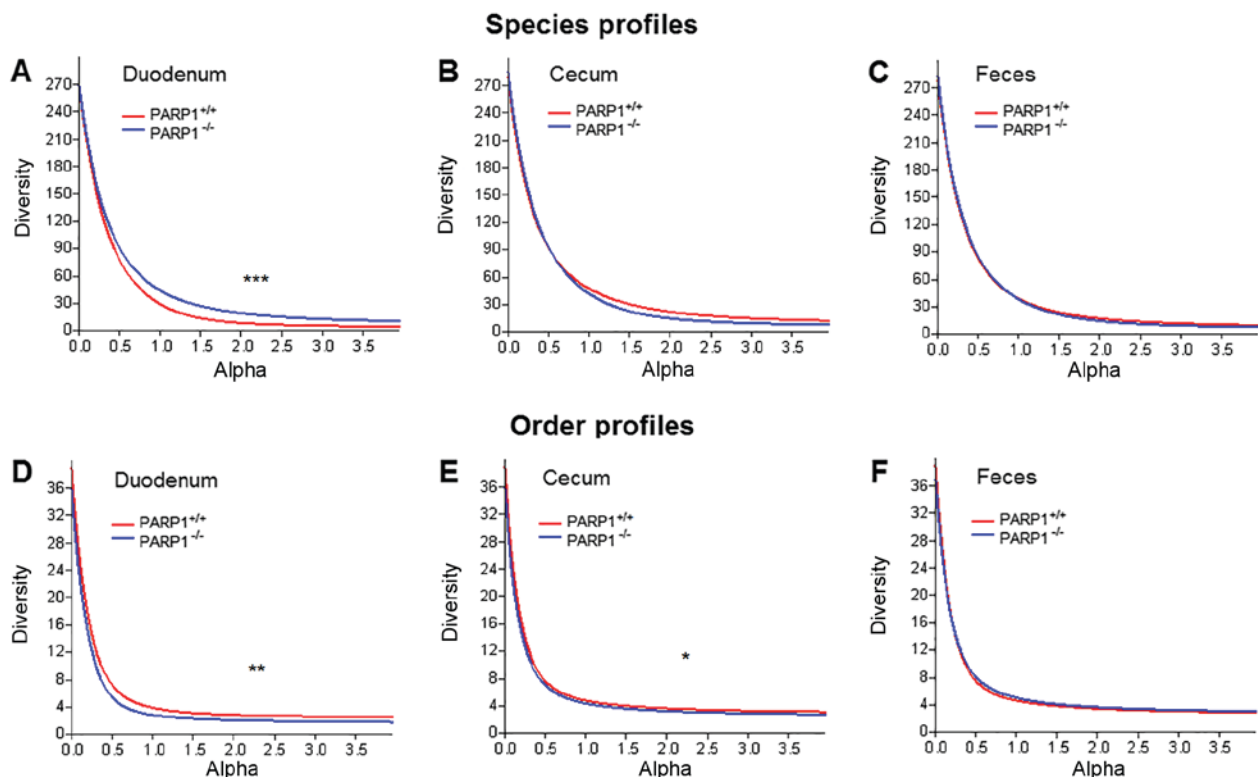 Species profiles
A
Duodenum
PARP1+/+
PARP1-/-
***
Diversity
270
240
210
180
150
120
90
60
30
0
0.0 0.5 1.0 1.5 2.0 2.5 3.0 3.5
Alpha
B
Cecum
PARP1+/+
PARP1-/-
Diversity
270
240
210
180
150
120
90
60
30
0
0.0 0.5 1.0 1.5 2.0 2.5 3.0 3.5
Alpha
C
Feces
PARP1+/+
PARP1-/-
Diversity
270
240
210
180
150
120
90
60
30
0
0.0 0.5 1.0 1.5 2.0 2.5 3.0 3.5
Alpha
Order profiles
D
Duodenum
PARP1+/+
PARP1-/-
**
Diversity
36
32
28
24
20
16
12
8
4
0
0.0 0.5 1.0 1.5 2.0 2.5 3.0 3.5
Alpha
E
Cecum
PARP1+/+
PARP1-/-
*
Diversity
36
32
28
24
20
16
12
8
4
0
0.0 0.5 1.0 1.5 2.0 2.5 3.0 3.5
Alpha
F
Feces
PARP1+/+
PARP1-/-
Diversity
36
32
28
24
20
16
12
8
4
0
0.0 0.5 1.0 1.5 2.0 2.5 3.0 3.5
Alpha